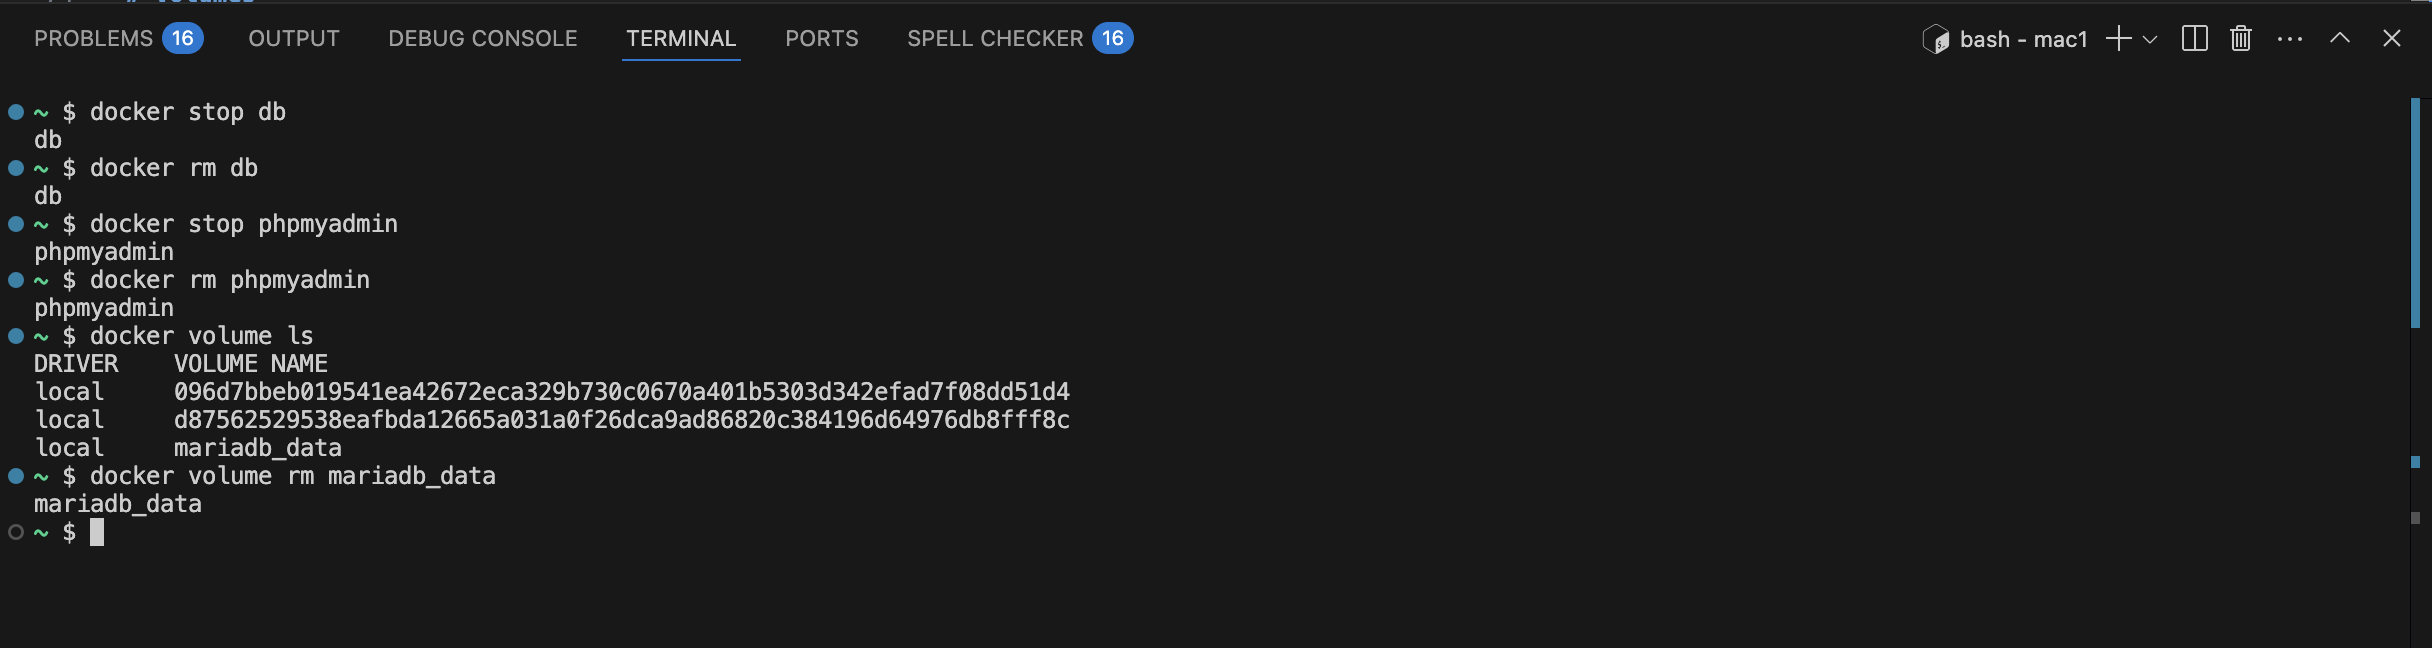 PROBLEMS 16 OUTPUT DEBUG CONSOLE TERMINAL PORTS SPELL CHECKER 16 bash - mac1
~ $ docker stop db
db
~ $ docker rm db
db
~ $ docker stop phpmyadmin
phpmyadmin
~ $ docker rm phpmyadmin
phpmyadmin
~ $ docker volume ls
DRIVER    VOLUME NAME
local     096d7bbeb019541ea42672eca329b730c0670a401b5303d342efad7f08dd51d4
local     d87562529538eafbda12665a031a0f26dca9ad86820c384196d64976db8fff8c
local     mariadb_data
~ $ docker volume rm mariadb_data
mariadb_data
~ $